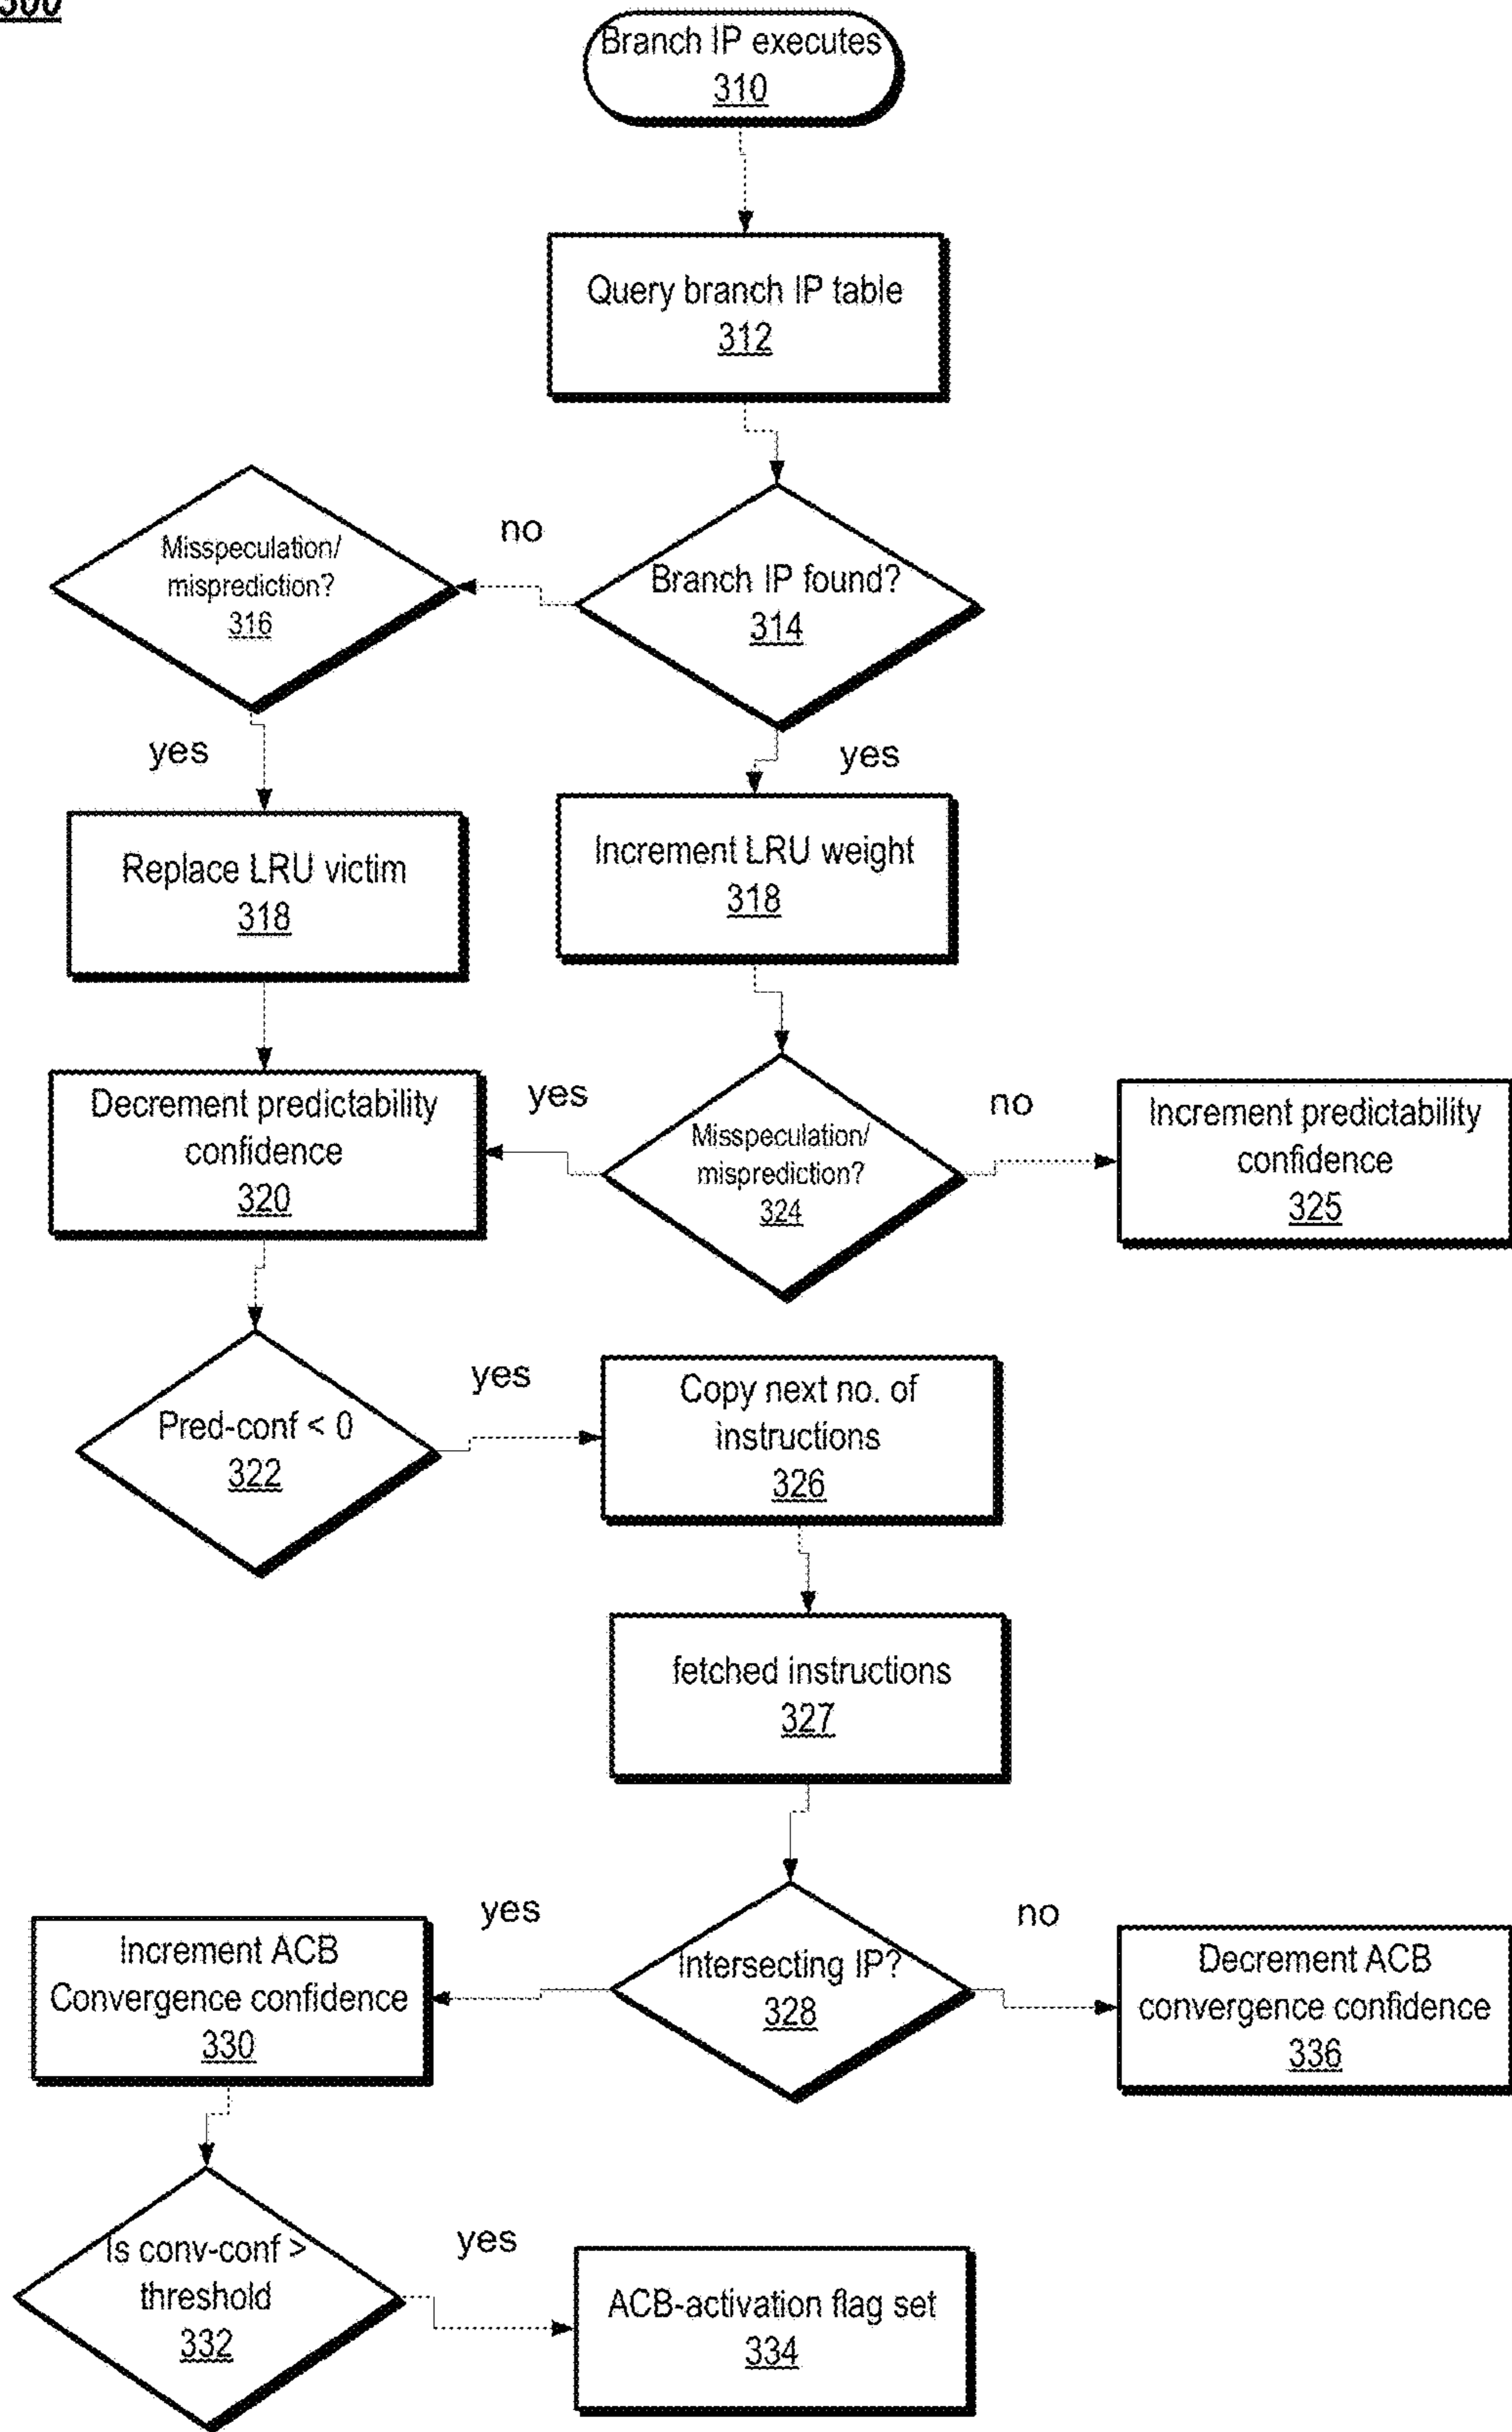 300
Branch IP executes
310
Query branch IP table
312
Misspeculation/
misprediction?
316
no
Branch IP found?
314
yes
yes
Replace LRU victim
318
Increment LRU weight
318
Decrement predictability
confidence
320
yes
Misspeculation/
misprediction?
324
no
Increment predictability
confidence
325
Pred-conf < 0
322
yes
Copy next no. of
instructions
326
fetched instructions
327
Increment ACB
Convergence confidence
330
yes
Intersecting IP?
328
no
Decrement ACB
convergence confidence
336
Is conv-conf >
threshold
332
yes
ACB-activation flag set
334